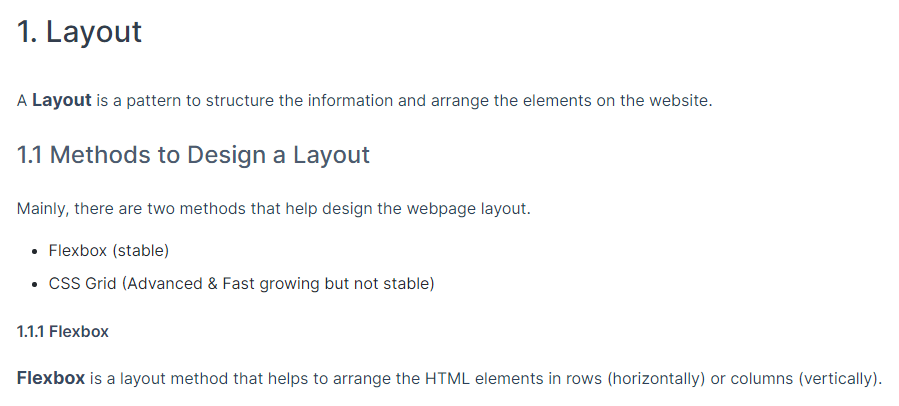 1. Layout
A Layout is a pattern to structure the information and arrange the elements on the website.
1.1 Methods to Design a Layout
Mainly, there are two methods that help design the webpage layout.
• Flexbox (stable)
• CSS Grid (Advanced & Fast growing but not stable)
1.1.1 Flexbox
Flexbox is a layout method that helps to arrange the HTML elements in rows (horizontally) or columns (vertically).